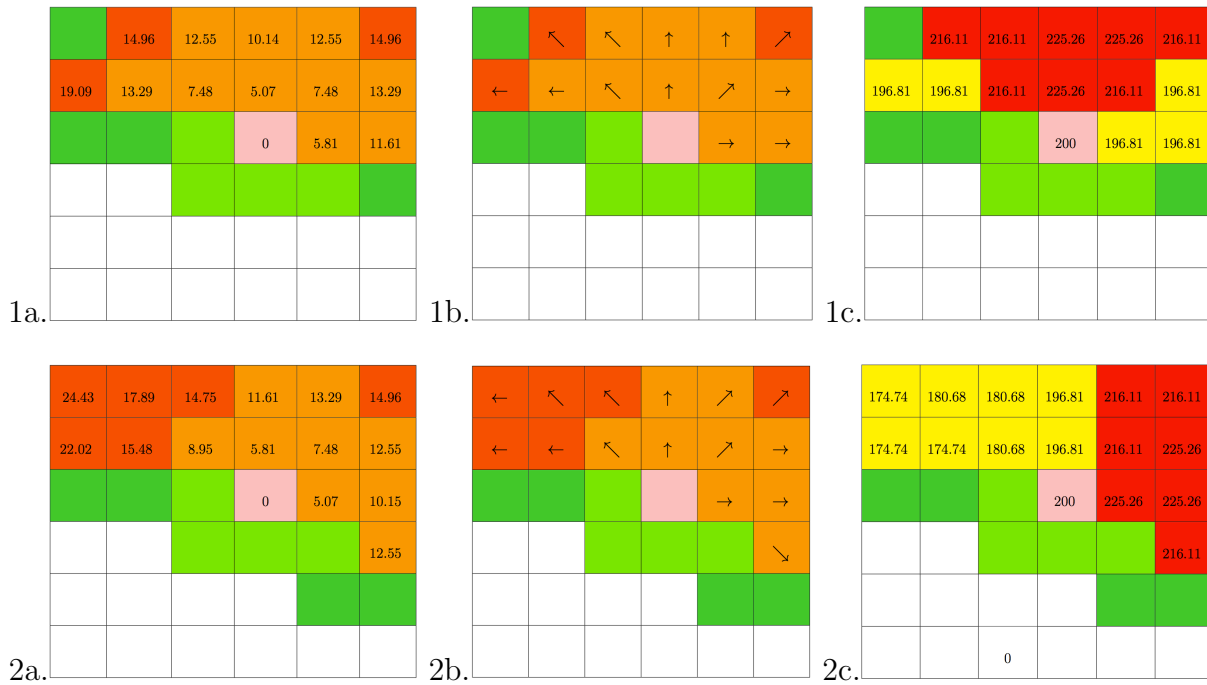 14.96 12.55 10.14 12.55 14.96
19.09 13.29 7.48 5.07 7.48 13.29
0 5.81 11.61
1a.
↖ ↖ ↑ ↑ ↗
← ← ↖ ↑ ↗ →
→ →
1b.
216.11 216.11 225.26 225.26 216.11
196.81 196.81 216.11 225.26 216.11 196.81
200 196.81 196.81
1c.
24.43 17.89 14.75 11.61 13.29 14.96
22.02 15.48 8.95 5.81 7.48 12.55
0 5.07 10.15
12.55
2a.
← ↖ ↖ ↑ ↗ ↗
← ← ↖ ↑ ↗ →
→ →
↘
2b.
174.74 180.68 180.68 196.81 216.11 216.11
174.74 174.74 180.68 196.81 216.11 225.26
200 225.26 225.26
216.11
0
2c.